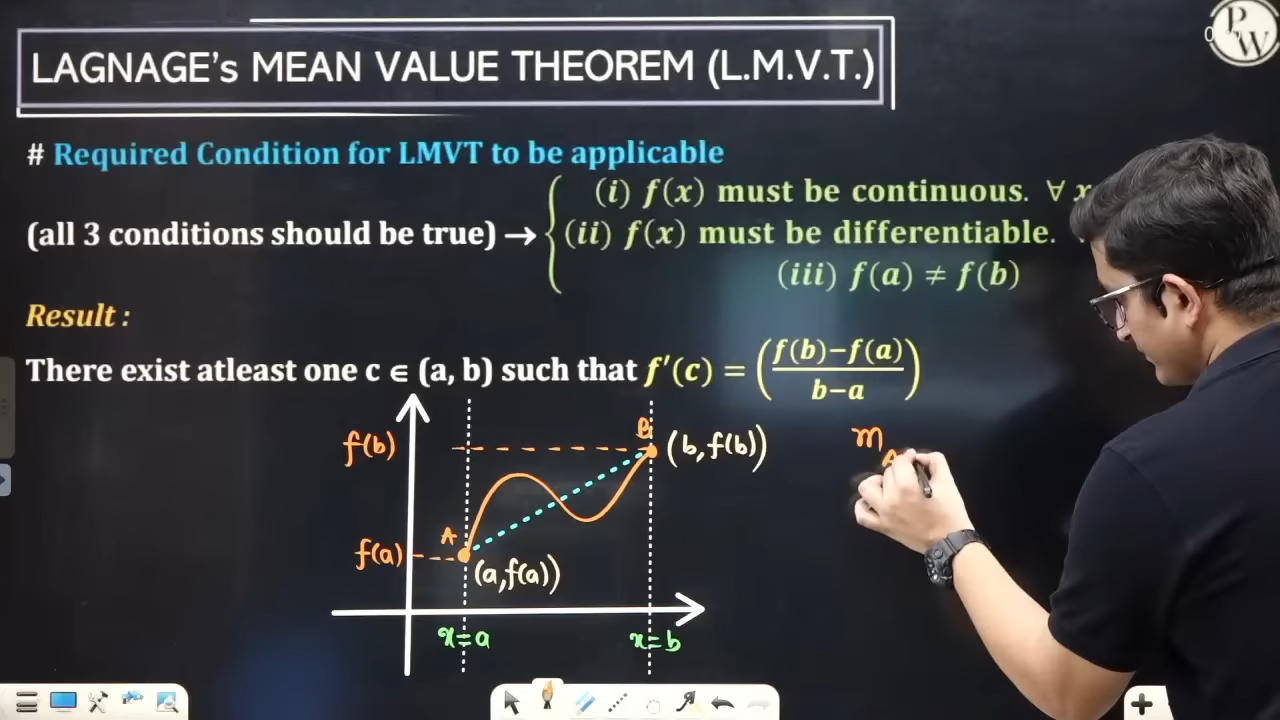 LAGNAGE's MEAN VALUE THEOREM (L.M.V.T.)
PW
# Required Condition for LMVT to be applicable
(i) f(x) must be continuous. ∀ x
(all 3 conditions should be true) → (ii) f(x) must be differentiable.
(iii) f(a) ≠ f(b)
Result :
There exist atleast one c ∈ (a, b) such that f′(c) = ((f(b)−f(a))/(b−a))
f(b)
B
(b, f(b))
m
A
f(a)
(a, f(a))
x=a
x=b